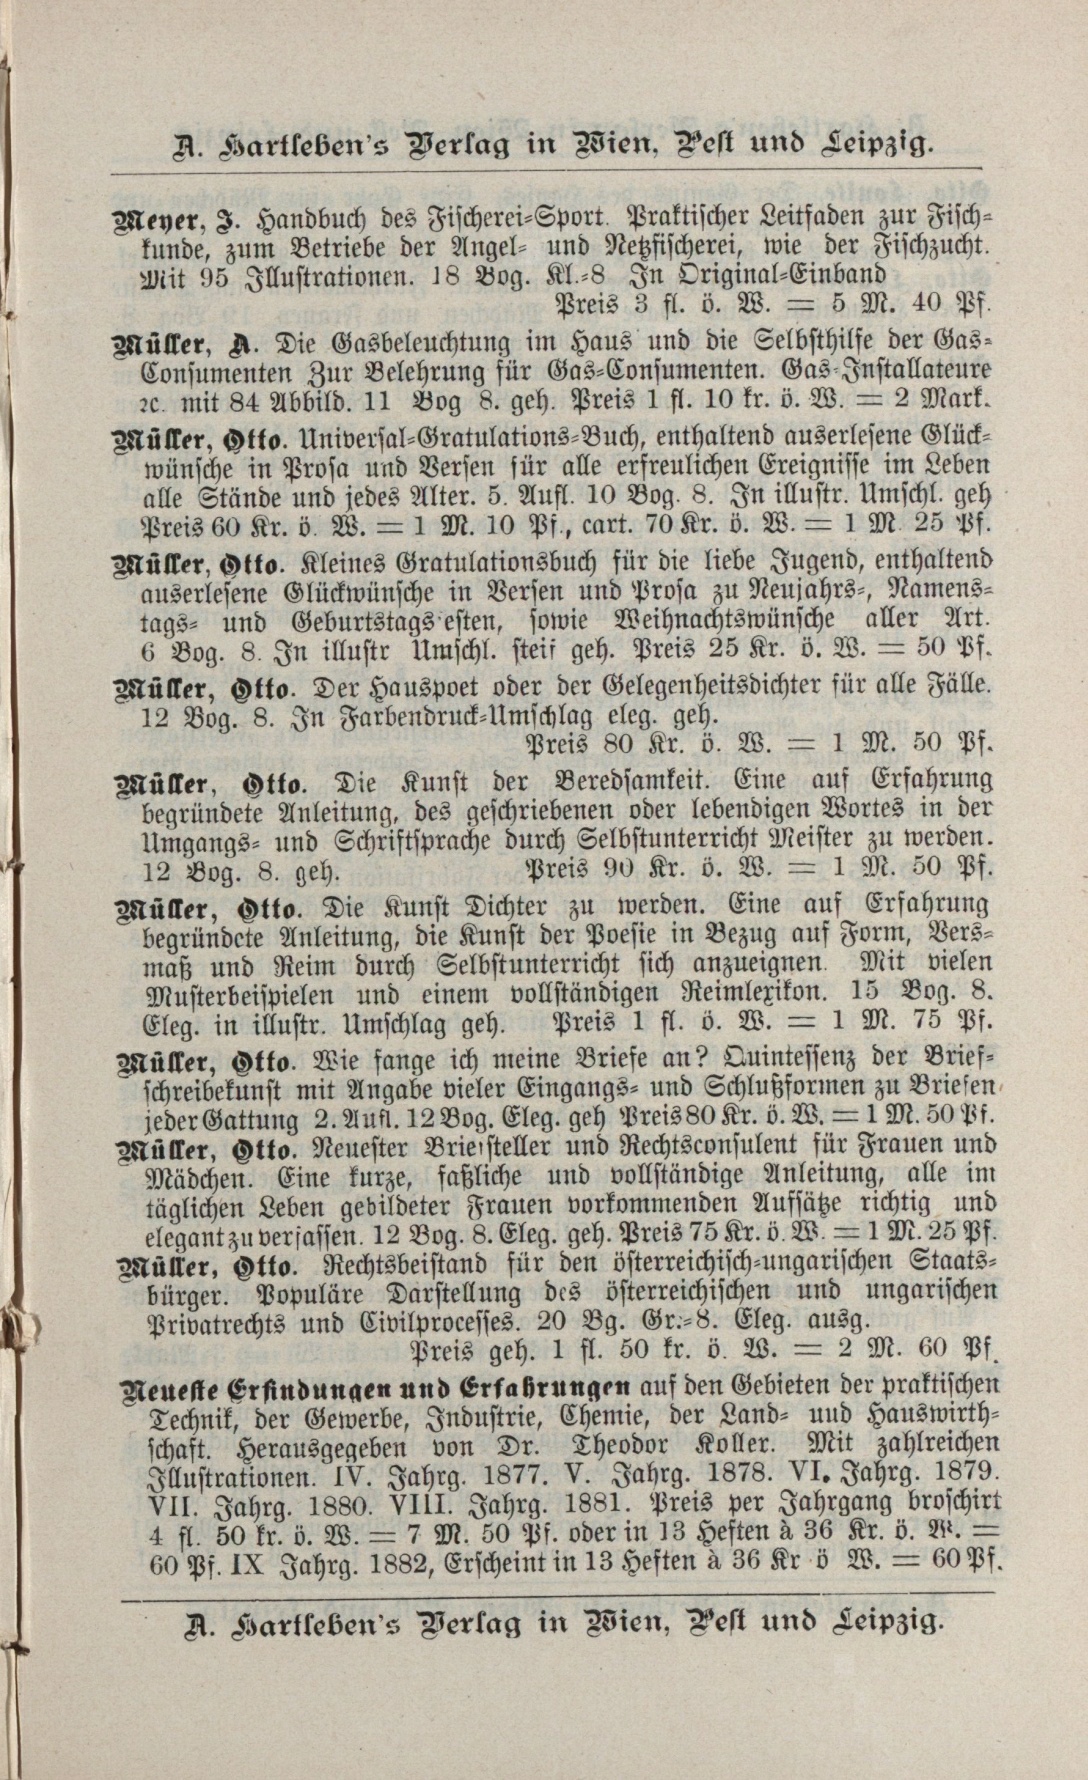 A. Hartleben's Verlag in Wien, Pest und Leipzig.
Meyer, J. Handbuch des Fischerei-Sport. Praktischer Leitfaden zur Fisch-
kunde, zum Betriebe der Angel- und Netzfischerei, wie der Fischzucht.
Mit 95 Illustrationen. 18 Bog. Kl.-8 In Original-Einband
Preis 3 fl. ö. W. = 5 M. 40 Pf.
Müller, A. Die Gasbeleuchtung im Haus und die Selbsthilfe der Gas-
Consumenten Zur Belehrung für Gas-Consumenten. Gas-Installateure
ꝛc. mit 84 Abbild. 11 Bog 8. geh. Preis 1 fl. 10 kr. ö. W. = 2 Mark.
Müller, Otto. Universal-Gratulations-Buch, enthaltend auserlesene Glück-
wünsche in Prosa und Versen für alle erfreulichen Ereignisse im Leben
alle Stände und jedes Alter. 5. Aufl. 10 Bog. 8. In illustr. Umschl. geh
Preis 60 Kr. ö. W. = 1 M. 10 Pf., cart. 70 Kr. ö. W. = 1 M. 25 Pf.
Müller, Otto. Kleines Gratulationsbuch für die liebe Jugend, enthaltend
auserlesene Glückwünsche in Versen und Prosa zu Neujahrs-, Namens-
tags- und Geburtstags esten, sowie Weihnachtswünsche aller Art.
6 Bog. 8. In illustr Umschl. steif geh. Preis 25 Kr. ö. W. = 50 Pf.
Müller, Otto. Der Hauspoet oder der Gelegenheitsdichter für alle Fälle.
12 Bog. 8. In Farbendruck-Umschlag eleg. geh.
Preis 80 Kr. ö. W. = 1 M. 50 Pf.
Müller, Otto. Die Kunst der Beredsamkeit. Eine auf Erfahrung
begründete Anleitung, des geschriebenen oder lebendigen Wortes in der
Umgangs- und Schriftsprache durch Selbstunterricht Meister zu werden.
12 Bog. 8. geh. Preis 90 Kr. ö. W. = 1 M. 50 Pf.
Müller, Otto. Die Kunst Dichter zu werden. Eine auf Erfahrung
begründete Anleitung, die Kunst der Poesie in Bezug auf Form, Vers-
maß und Reim durch Selbstunterricht sich anzueignen. Mit vielen
Musterbeispielen und einem vollständigen Reimlexikon. 15 Bog. 8.
Eleg. in illustr. Umschlag geh. Preis 1 fl. ö. W. = 1 M. 75 Pf.
Müller, Otto. Wie fange ich meine Briefe an? Quintessenz der Brief-
schreibekunst mit Angabe vieler Eingangs- und Schlußformen zu Briefen
jeder Gattung 2. Aufl. 12 Bog. Eleg. geh Preis 80 Kr. ö. W. = 1 M. 50 Pf.
Müller, Otto. Neuester Briefsteller und Rechtsconsulent für Frauen und
Mädchen. Eine kurze, faßliche und vollständige Anleitung, alle im
täglichen Leben gebildeter Frauen vorkommenden Aufsätze richtig und
elegant zu verfassen. 12 Bog. 8. Eleg. geh. Preis 75 Kr. ö. W. = 1 M. 25 Pf.
Müller, Otto. Rechtsbeistand für den österreichisch-ungarischen Staats-
bürger. Populäre Darstellung des österreichischen und ungarischen
Privatrechts und Civilprocesses. 20 Bg. Gr.-8. Eleg. ausg.
Preis geh. 1 fl. 50 kr. ö. W. = 2 M. 60 Pf.
Neueste Erfindungen und Erfahrungen auf den Gebieten der praktischen
Technik, der Gewerbe, Industrie, Chemie, der Land- und Hauswirth-
schaft. Herausgegeben von Dr. Theodor Koller. Mit zahlreichen
Illustrationen. IV. Jahrg. 1877. V. Jahrg. 1878. VI. Jahrg. 1879.
VII. Jahrg. 1880. VIII. Jahrg. 1881. Preis per Jahrgang broschirt
4 fl. 50 kr. ö. W. = 7 M. 50 Pf. oder in 13 Heften à 36 Kr. ö. W. =
60 Pf. IX Jahrg. 1882, Erscheint in 13 Heften à 36 Kr ö W. = 60 Pf.
A. Hartleben's Verlag in Wien, Pest und Leipzig.